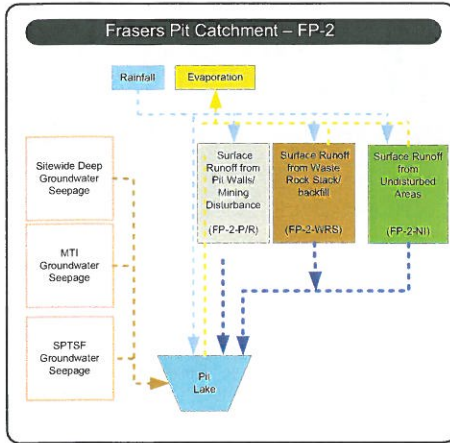 Frasers Pit Catchment – FP-2
Rainfall
Evaporation
Sitewide Deep
Groundwater
Seepage
MTI
Groundwater
Seepage
SPTSF
Groundwater
Seepage
Surface
Runoff from
Pit Walls/
Mining
Disturbance
(FP-2-P/R)
Surface Runoff
from Waste
Rock Stack/
backfill
(FP-2-WRS)
Surface Runoff
from
Undisturbed
Areas
(FP-2-NI)
Pit
Lake